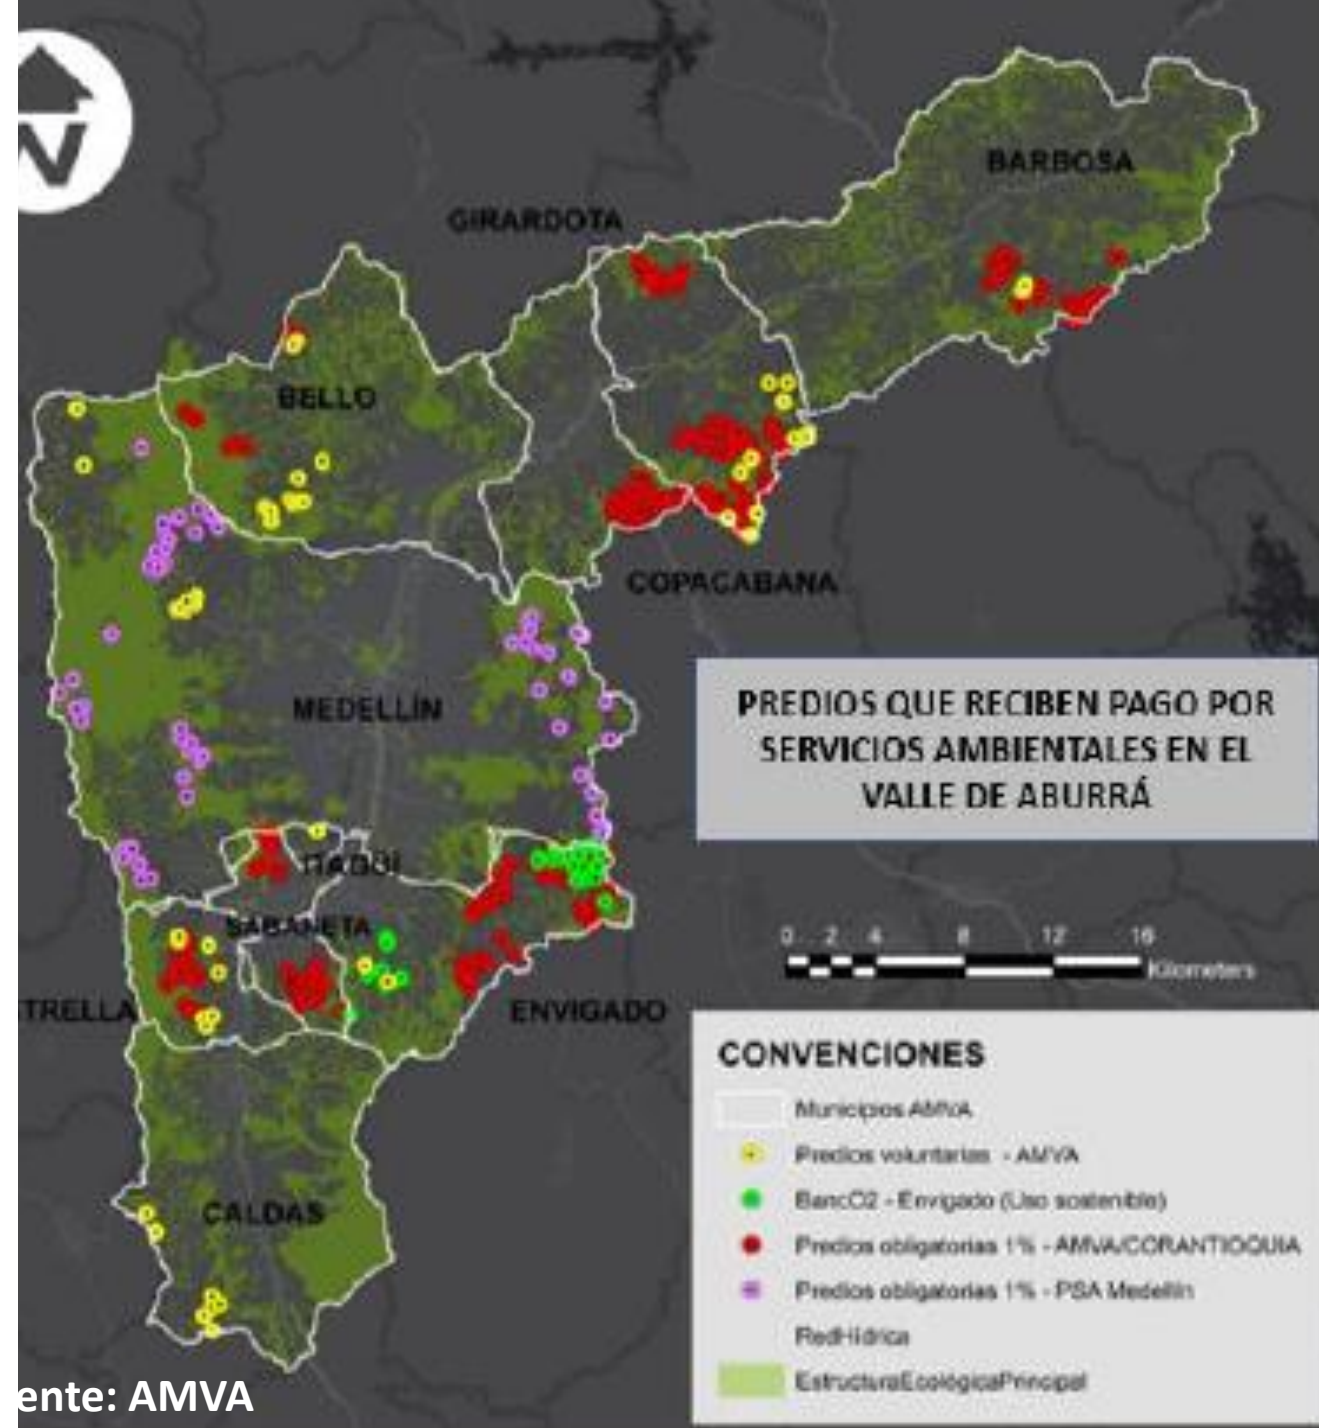 N
BARBOSA
GIRARDOTA
BELLO
COPACABANA
MEDELLÍN
PREDIOS QUE RECIBEN PAGO POR
SERVICIOS AMBIENTALES EN EL
VALLE DE ABURRÁ
ITAGÜÍ
SABANETA
0 2 4 8 12 16
Kilometers
TRELLA
ENVIGADO
CONVENCIONES
Municipios AMVA
Predios voluntarias - AMVA
BancO2 - Envigado (Uso sostenible)
Predios obligatorias 1% - AMVA/CORANTIOQUIA
Predios obligatorias 1% - PSA Medellín
RedHídrica
EstructuraEcológicaPrincipal
CALDAS
ente: AMVA